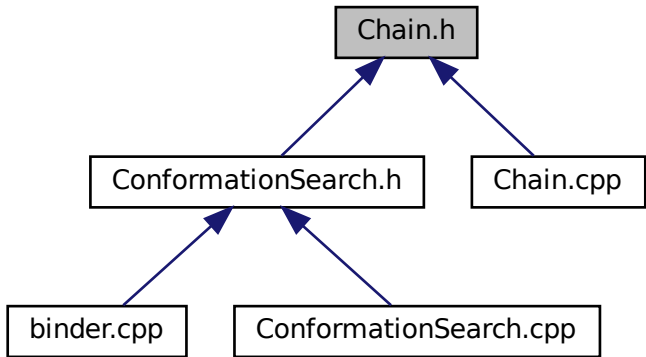 Chain.h
ConformationSearch.h
Chain.cpp
binder.cpp
ConformationSearch.cpp